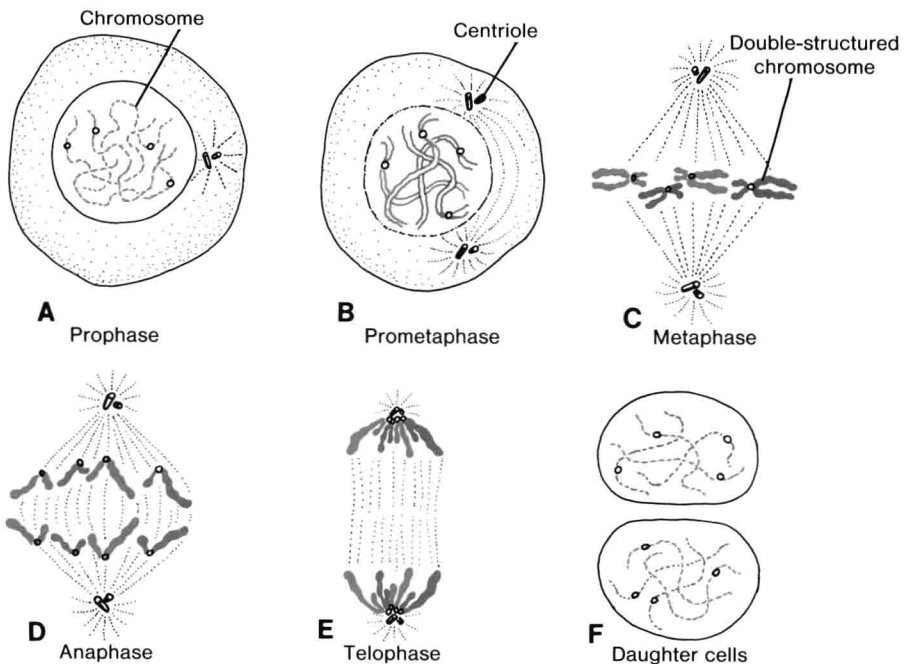 Chromosome
Centriole
Double-structured
chromosome
A
Prophase
B
Prometaphase
C
Metaphase
D
Anaphase
E
Telophase
F
Daughter cells